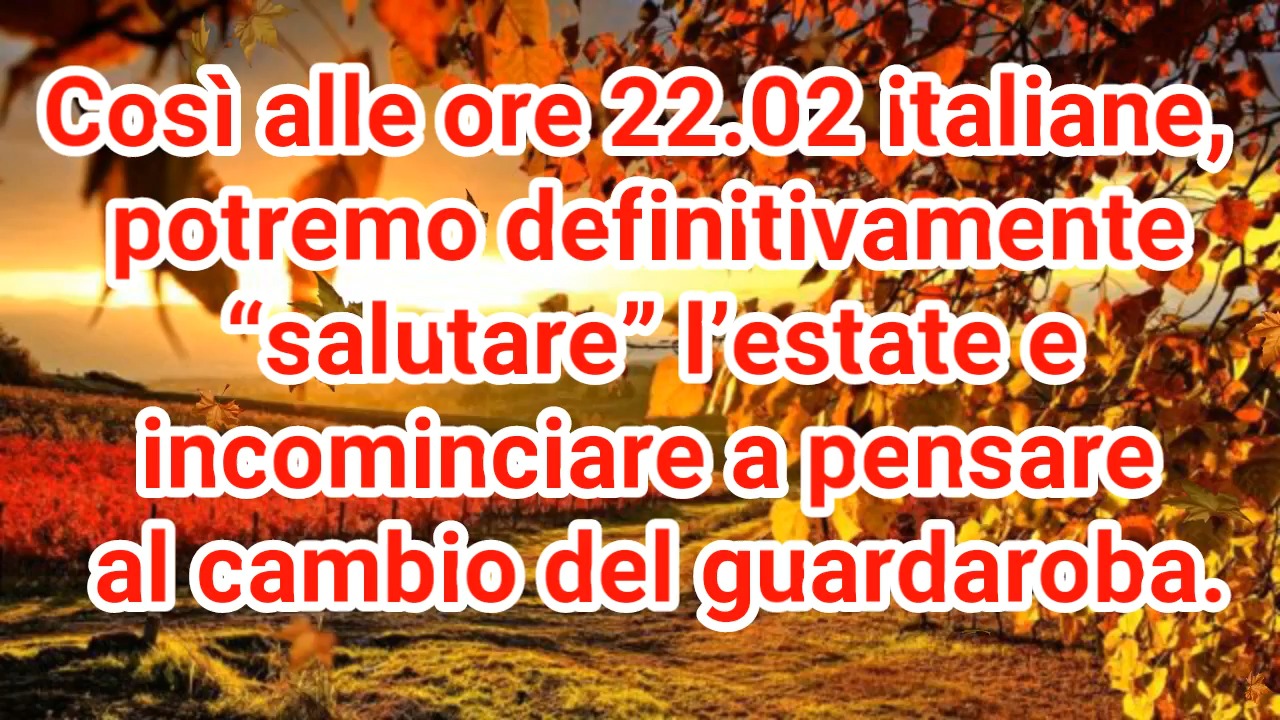 Così alle ore 22.02 italiane,
potremo definitivamente
“salutare” l’estate e
incominciare a pensare
al cambio del guardaroba.